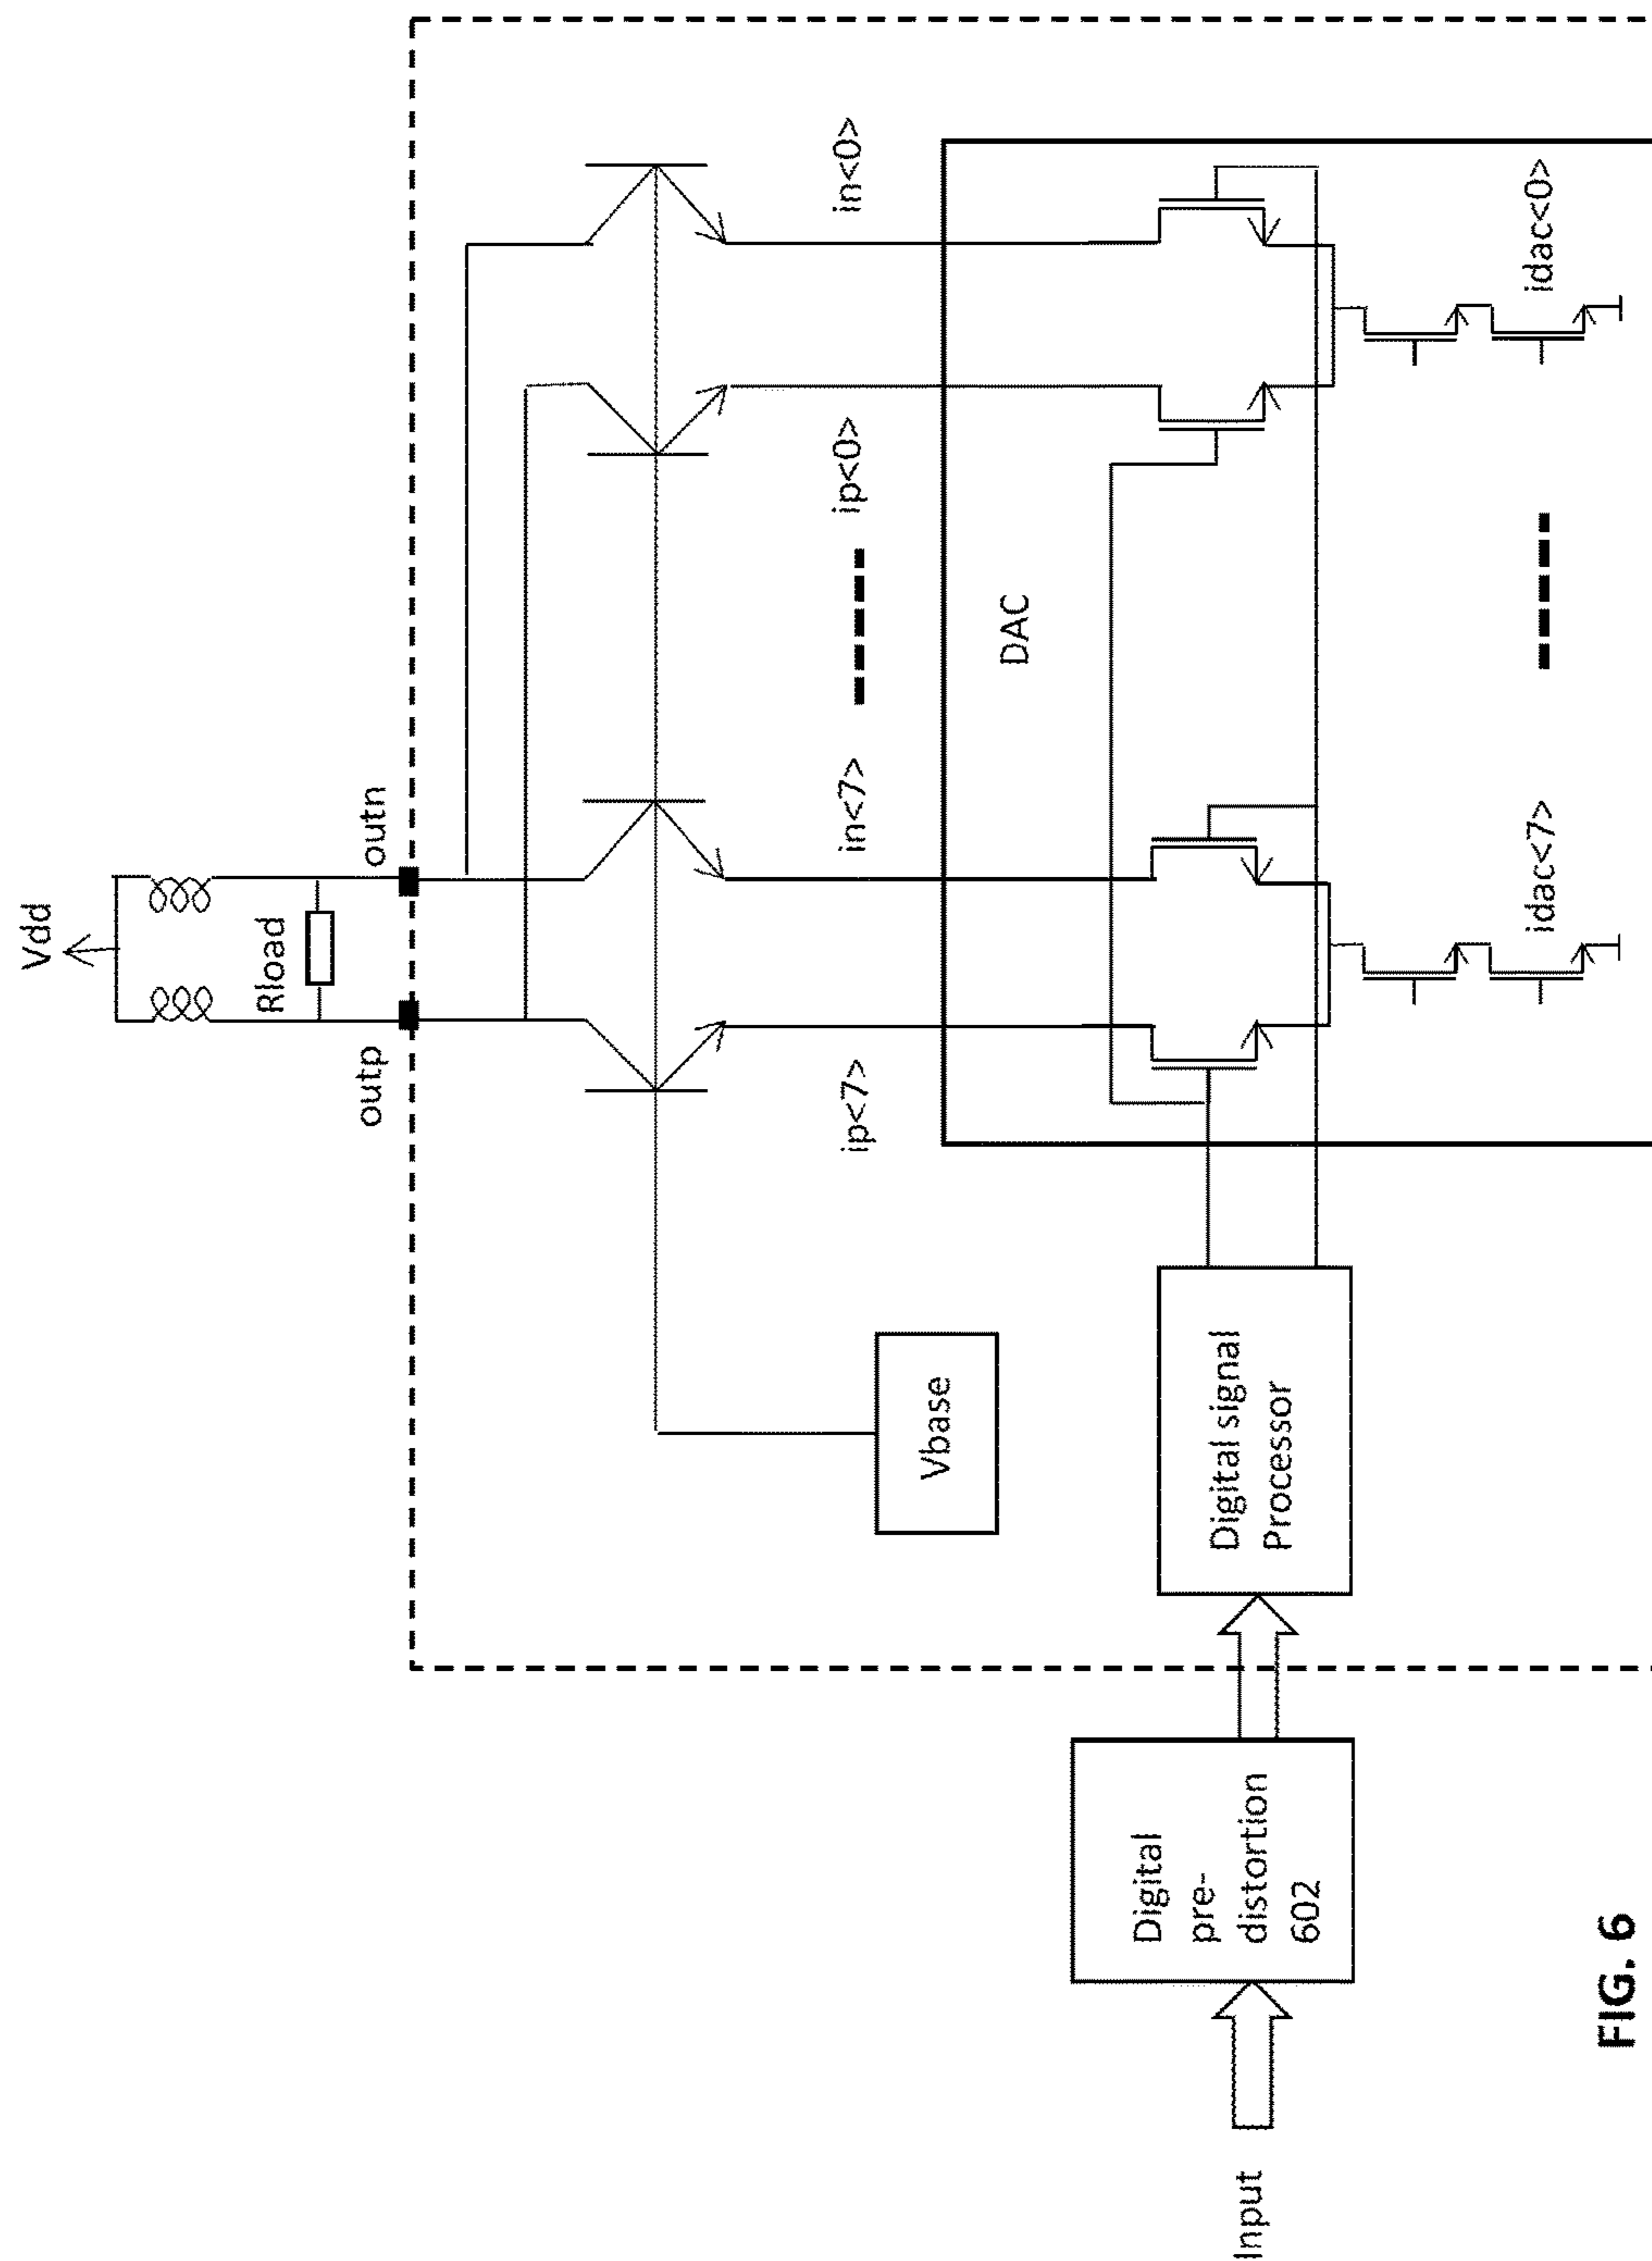 Vdd
Rload
outp
outn
ip<7>
in<7>
ip<0>
in<0>
Vbase
DAC
Digital
pre-
distortion
602
Digital signal
Processor
Input
idac<7>
idac<0>
FIG. 6